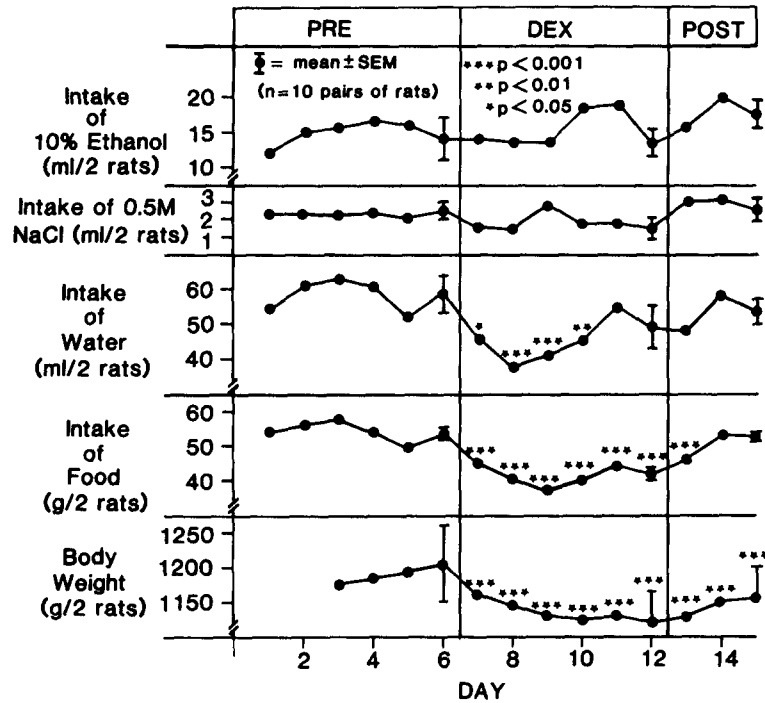 PRE DEX POST
= mean ± SEM
(n=10 pairs of rats)
*** p < 0.001
** p < 0.01
* p < 0.05
Intake
of
10% Ethanol
(ml/2 rats)
20
15
10
Intake of 0.5M
NaCl (ml/2 rats)
3
2
1
Intake
of
Water
(ml/2 rats)
60
50
40
*
***
***
**
Intake
of
Food
(g/2 rats)
60
50
40
***
***
***
***
***
***
***
Body
Weight
(g/2 rats)
1250
1200
1150
***
***
***
***
***
***
***
***
***
2 4 6 8 10 12 14
DAY